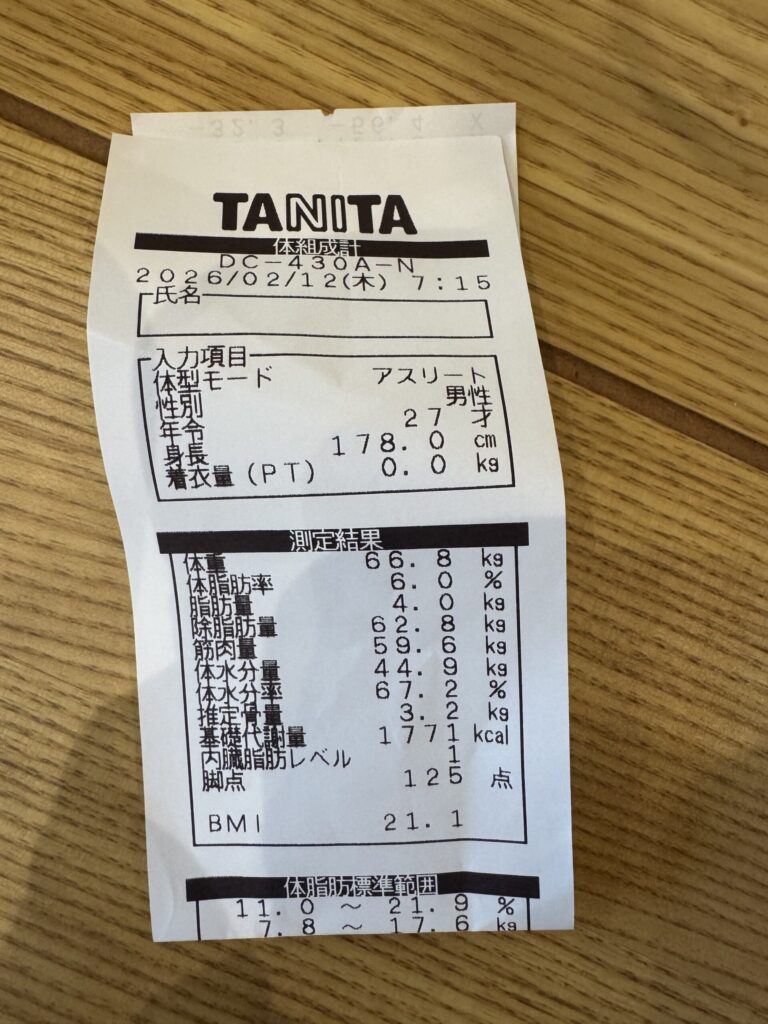 TANITA
体組成計
DC-430A-N
2026/02/12(木) 7:15
氏名
入力項目
体型モード アスリート
性別 男性
年令 27 才
身長 178.0 cm
着衣量(PT) 0.0 kg
測定結果
体重 66.8 kg
体脂肪率 6.0 %
脂肪量 4.0 kg
除脂肪量 62.8 kg
筋肉量 59.6 kg
体水分量 44.9 kg
体水分率 67.2 %
推定骨量 3.2 kg
基礎代謝量 1771 kcal
内臓脂肪レベル 1
脚点 125 点
BMI 21.1
体脂肪標準範囲
11.0 ～ 21.9 %
7.8 ～ 17.6 kg